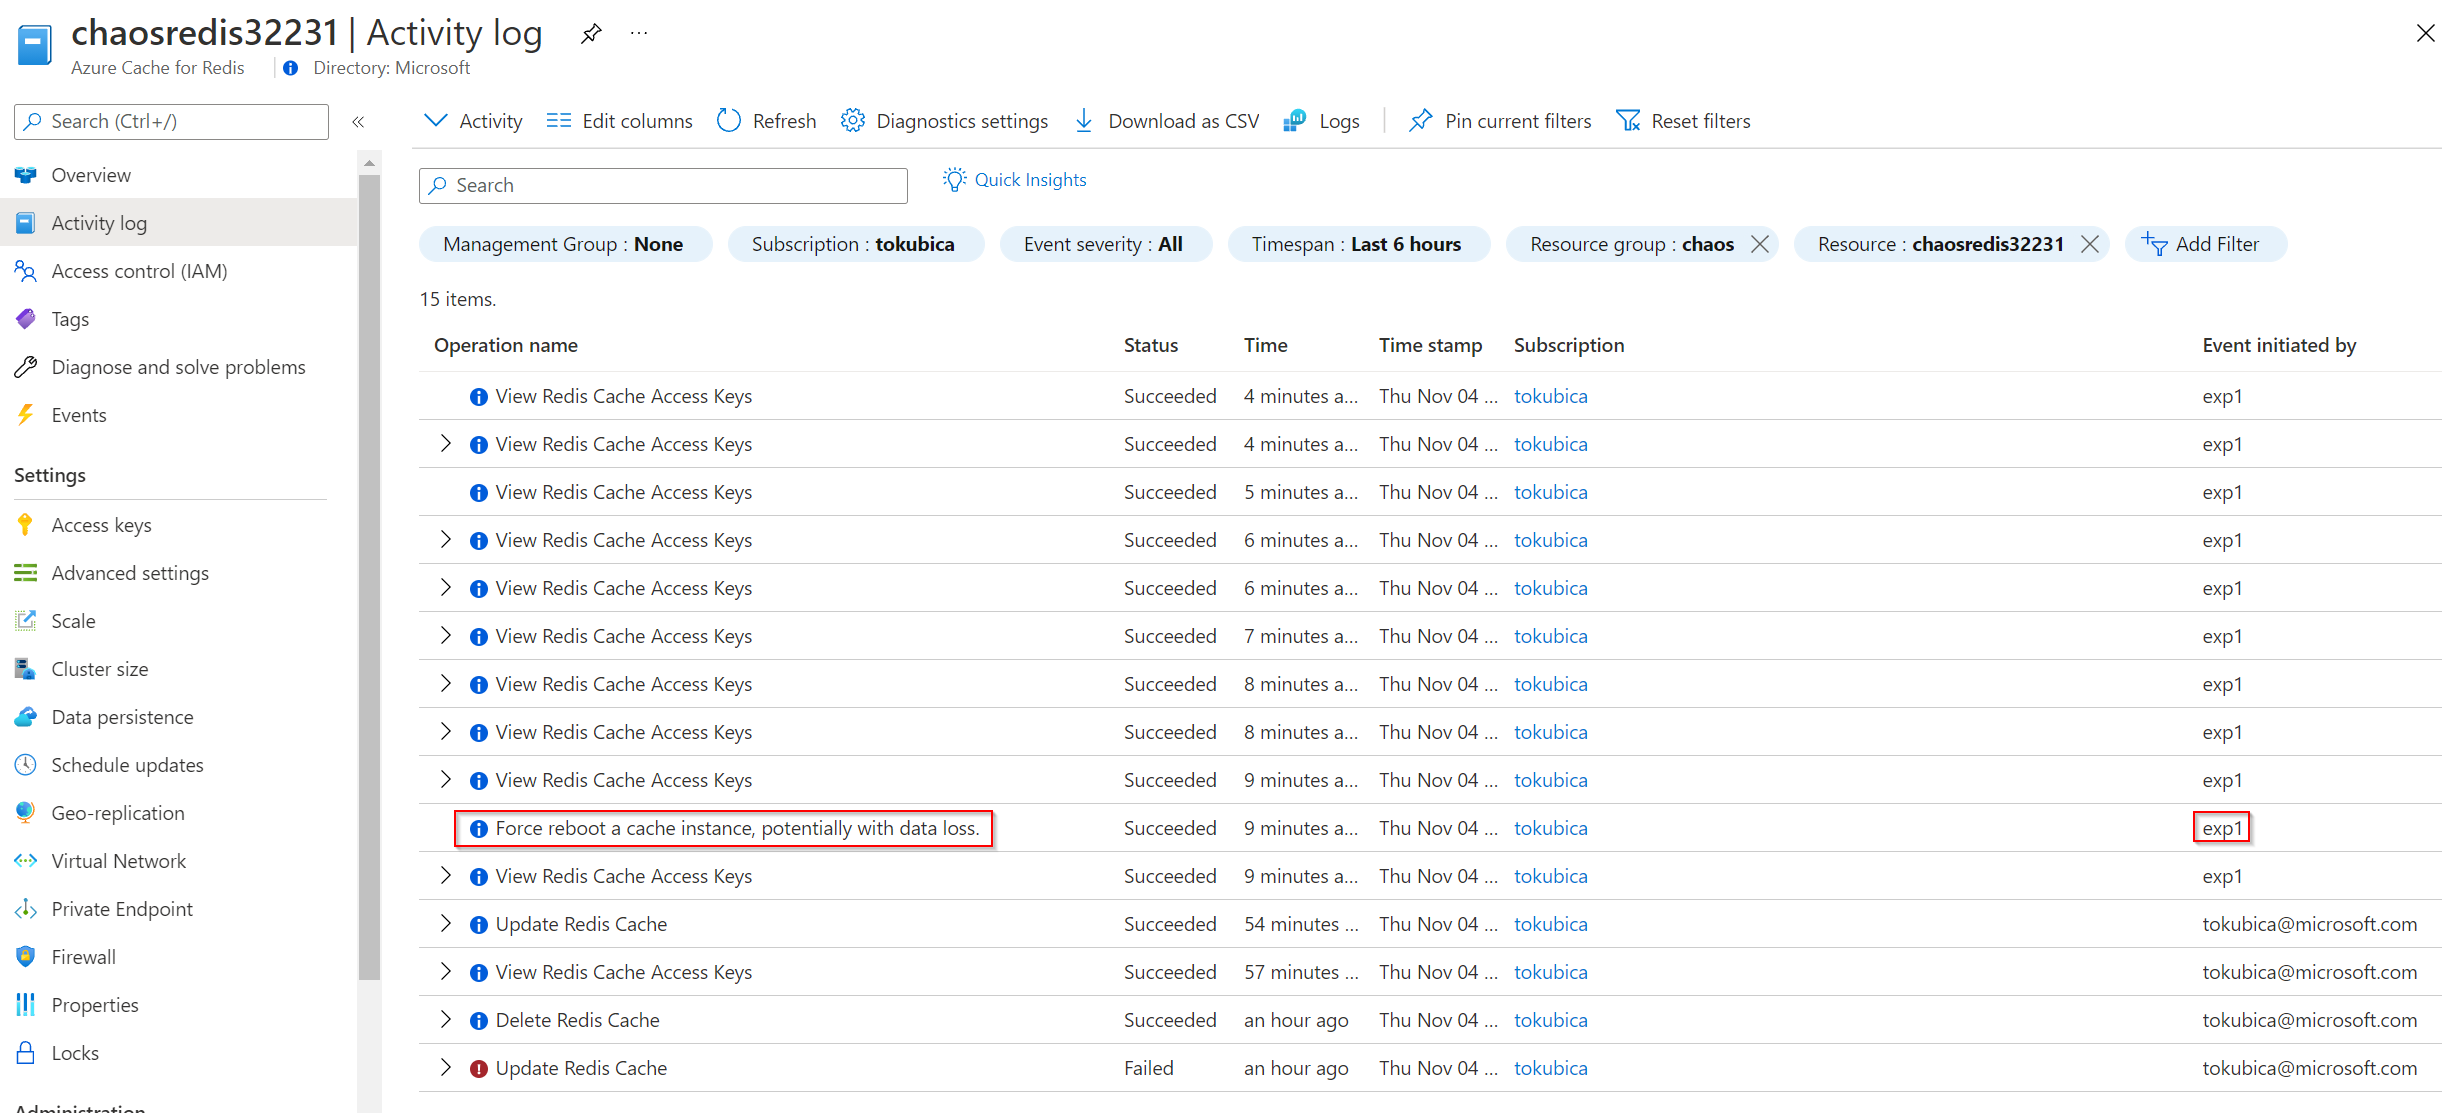 chaosredis32231 | Activity log ...
Azure Cache for Redis Directory: Microsoft
Search (Ctrl+/)
Overview
Activity log
Access control (IAM)
Tags
Diagnose and solve problems
Events
Settings
Access keys
Advanced settings
Scale
Cluster size
Data persistence
Schedule updates
Geo-replication
Virtual Network
Private Endpoint
Firewall
Properties
Locks
Administration
Activity Edit columns Refresh Diagnostics settings Download as CSV Logs Pin current filters Reset filters
Search Quick Insights
Management Group : None Subscription : tokubica Event severity : All Timespan : Last 6 hours Resource group : chaos Resource : chaosredis32231 Add Filter
15 items.
Operation name Status Time Time stamp Subscription Event initiated by
View Redis Cache Access Keys Succeeded 4 minutes a... Thu Nov 04 ... tokubica exp1
View Redis Cache Access Keys Succeeded 4 minutes a... Thu Nov 04 ... tokubica exp1
View Redis Cache Access Keys Succeeded 5 minutes a... Thu Nov 04 ... tokubica exp1
View Redis Cache Access Keys Succeeded 6 minutes a... Thu Nov 04 ... tokubica exp1
View Redis Cache Access Keys Succeeded 6 minutes a... Thu Nov 04 ... tokubica exp1
View Redis Cache Access Keys Succeeded 7 minutes a... Thu Nov 04 ... tokubica exp1
View Redis Cache Access Keys Succeeded 8 minutes a... Thu Nov 04 ... tokubica exp1
View Redis Cache Access Keys Succeeded 8 minutes a... Thu Nov 04 ... tokubica exp1
View Redis Cache Access Keys Succeeded 9 minutes a... Thu Nov 04 ... tokubica exp1
Force reboot a cache instance, potentially with data loss. Succeeded 9 minutes a... Thu Nov 04 ... tokubica exp1
View Redis Cache Access Keys Succeeded 9 minutes a... Thu Nov 04 ... tokubica exp1
Update Redis Cache Succeeded 54 minutes ... Thu Nov 04 ... tokubica tokubica@microsoft.com
View Redis Cache Access Keys Succeeded 57 minutes ... Thu Nov 04 ... tokubica tokubica@microsoft.com
Delete Redis Cache Succeeded an hour ago Thu Nov 04 ... tokubica tokubica@microsoft.com
Update Redis Cache Failed an hour ago Thu Nov 04 ... tokubica tokubica@microsoft.com